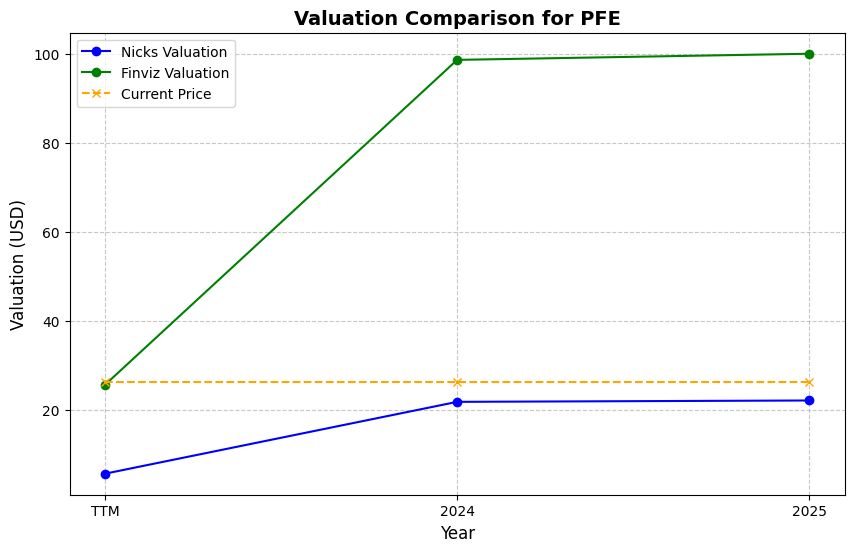 Valuation Comparison for PFE
Nicks Valuation
Finviz Valuation
Current Price
Valuation (USD)
100
80
60
40
20
TTM
2024
2025
Year